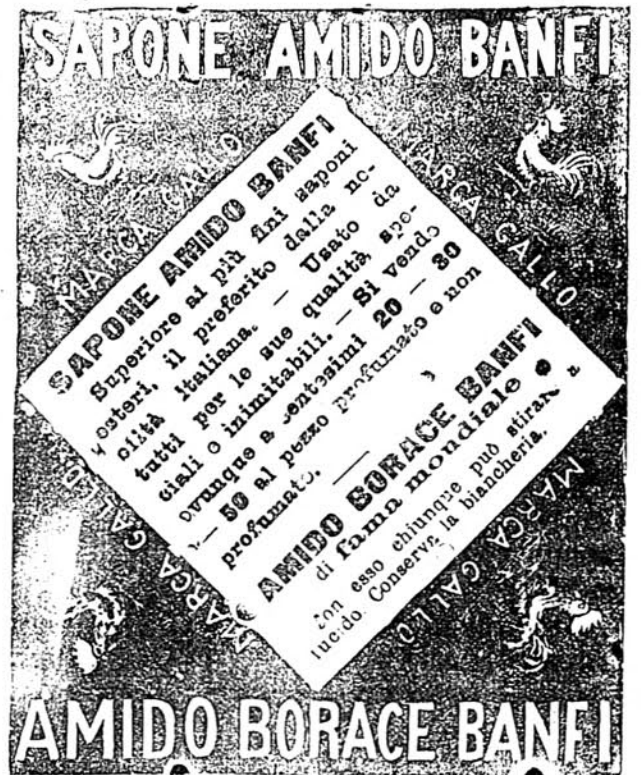 SAPONE AMIDO BANFI
MARCA GALLO
MARCA GALLO
SAPONE AMIDO BANFI
Superiore ai più fini saponi
osteri, il preferito dalla no-
biltà italiana. — Usato da
tutti per le sue qualità spe-
ciali e inimitabili. — Si vende
ovunque a centesimi 20 — 30
— 50 al pezzo profumato e non
profumato.
AMIDO BORACE BANFI
di fama mondiale
Con esso chiunque può stirare a
lucido. Conserva la biancheria.
MARCA GALLO
MARCA GALLO
AMIDO BORACE BANFI